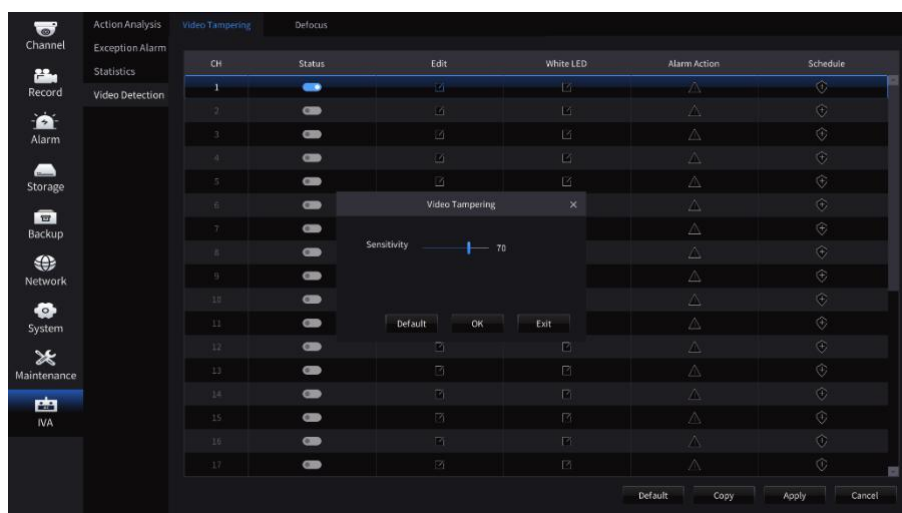 Channel
Record
Alarm
Storage
Backup
Network
System
Maintenance
IVA
Action Analysis
Exception Alarm
Statistics
Video Detection
Video Tampering Defocus
CH Status Edit White LED Alarm Action Schedule
1
2
3
4
5
6
7
8
9
10
11
12
13
14
15
16
17
Video Tampering ×
Sensitivity 70
Default OK Exit
Default Copy Apply Cancel